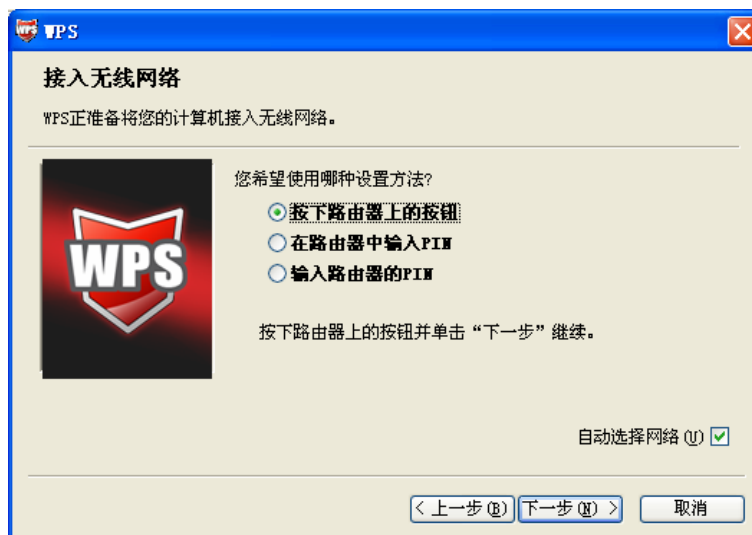 WPS
接入无线网络
WPS正准备将您的计算机接入无线网络。
WPS
您希望使用哪种设置方法?
按下路由器上的按钮
在路由器中输入PIN
输入路由器的PIN
按下路由器上的按钮并单击“下一步”继续。
自动选择网络(U)
< 上一步(B)
下一步(N) >
取消